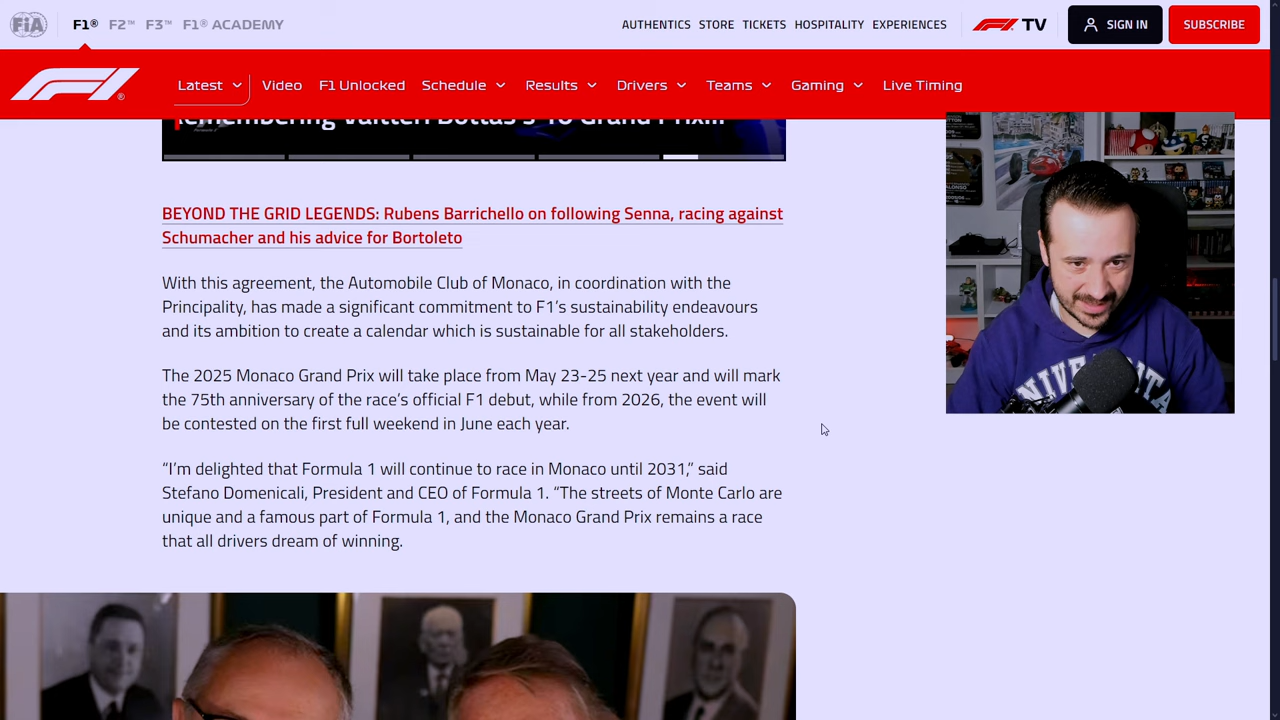 FiA
F1® F2™ F3™ F1® ACADEMY
AUTHENTICS STORE TICKETS HOSPITALITY EXPERIENCES
TV
SIGN IN
SUBSCRIBE
Latest Video F1 Unlocked Schedule Results Drivers Teams Gaming Live Timing
BEYOND THE GRID LEGENDS: Rubens Barrichello on following Senna, racing against
Schumacher and his advice for Bortoleto
With this agreement, the Automobile Club of Monaco, in coordination with the
Principality, has made a significant commitment to F1’s sustainability endeavours
and its ambition to create a calendar which is sustainable for all stakeholders.
The 2025 Monaco Grand Prix will take place from May 23-25 next year and will mark
the 75th anniversary of the race’s official F1 debut, while from 2026, the event will
be contested on the first full weekend in June each year.
“I’m delighted that Formula 1 will continue to race in Monaco until 2031,” said
Stefano Domenicali, President and CEO of Formula 1. “The streets of Monte Carlo are
unique and a famous part of Formula 1, and the Monaco Grand Prix remains a race
that all drivers dream of winning.